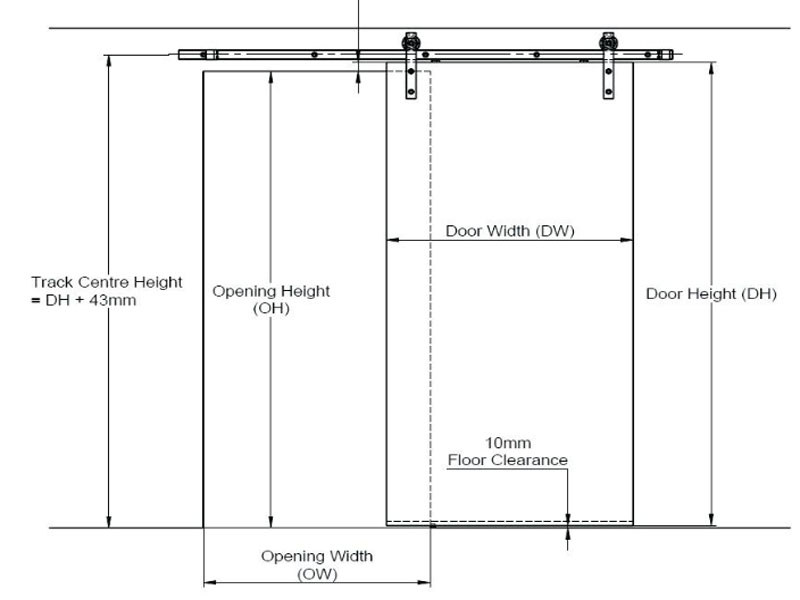 Door Width (DW)
Track Centre Height
= DH + 43mm
Opening Height
(OH)
Door Height (DH)
10mm
Floor Clearance
Opening Width
(OW)